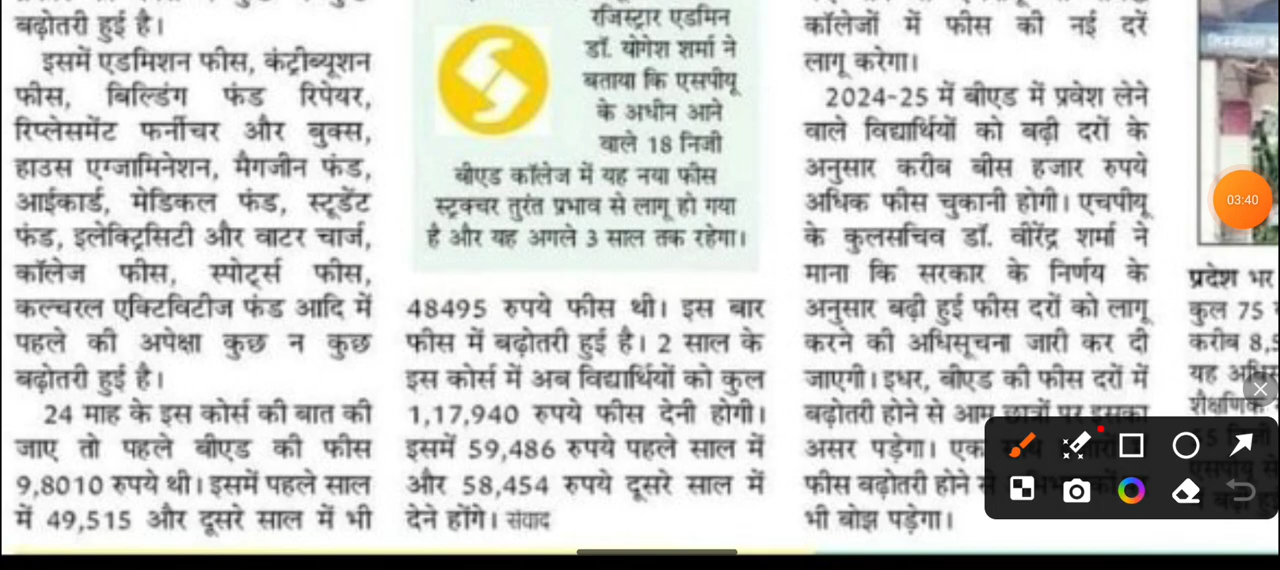 बढ़ोतरी हुई है।
इसमें एडमिशन फीस, कंट्रीब्यूशन
फीस, बिल्डिंग फंड रिपेयर,
रिप्लेसमेंट फर्नीचर और बुक्स,
हाउस एग्जामिनेशन, मैगजीन फंड,
आईकार्ड, मेडिकल फंड, स्टूडेंट
फंड, इलेक्ट्रिसिटी और वाटर चार्ज,
कॉलेज फीस, स्पोर्ट्स फीस,
कल्चरल एक्टिविटीज फंड आदि में
पहले की अपेक्षा कुछ न कुछ
बढ़ोतरी हुई है।
24 माह के इस कोर्स की बात की
जाए तो पहले बीएड की फीस
9,8010 रुपये थी। इसमें पहले साल
में 49,515 और दूसरे साल में भी
रजिस्ट्रार एडमिन
डॉ. योगेश शर्मा ने
बताया कि एसपीयू
के अधीन आने
वाले 18 निजी
बीएड कॉलेज में यह नया फीस
स्ट्रक्चर तुरंत प्रभाव से लागू हो गया
है और यह अगले 3 साल तक रहेगा।
48495 रुपये फीस थी। इस बार
फीस में बढ़ोतरी हुई है। 2 साल के
इस कोर्स में अब विद्यार्थियों को कुल
1,17,940 रुपये फीस देनी होगी।
इसमें 59,486 रुपये पहले साल में
और 58,454 रुपये दूसरे साल में
देने होंगे। संवाद
कॉलेजों में फीस की नई दरें
लागू करेगा।
2024-25 में बीएड में प्रवेश लेने
वाले विद्यार्थियों को बढ़ी दरों के
अनुसार करीब बीस हजार रुपये
अधिक फीस चुकानी होगी। एचपीयू
के कुलसचिव डॉ. वीरेंद्र शर्मा ने
माना कि सरकार के निर्णय के
अनुसार बढ़ी हुई फीस दरों को लागू
करने की अधिसूचना जारी कर दी
जाएगी। इधर, बीएड की फीस दरों में
बढ़ोतरी होने से आम छात्रों पर इसका
असर पड़ेगा। एक
फीस बढ़ोतरी होने से
भी बोझ पड़ेगा।
03:40
प्रदेश भर
कुल 75
करीब 8,5
यह
शैक्षणिक